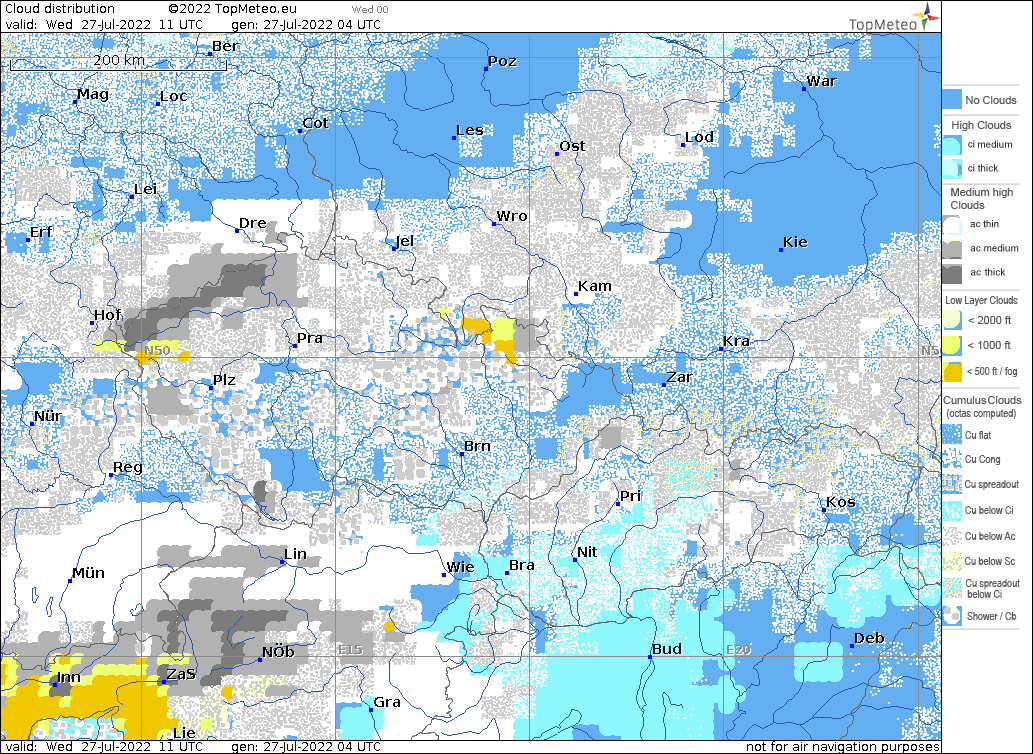 Cloud distribution ©2022 TopMeteo.eu Wed 00
valid: Wed 27-Jul-2022 11 UTC gen: 27-Jul-2022 04 UTC
TopMeteo
Ber
200 km
Poz
War
Mag
Loc
No Clouds
Cot
Les
Lod
High Clouds
Ost
ci medium
ci thick
Lei
Medium high
Clouds
Wro
Dre
ac thin
Erf
Jel
Kie
ac medium
ac thick
Kam
Low Layer Clouds
Hof
< 2000 ft
Pra
Kra
N50
N5
< 1000 ft
Plz
Zar
< 500 ft / fog
Nür
Cumulus Clouds
(octas computed)
Cu flat
Brn
Cu Cong
Reg
Cu spreadout
Pri
Kos
Cu below Ci
Cu below Ac
Lin
Nit
Cu below Sc
Mün
Wie
Bra
Cu spreadout
below Ci
Shower / Cb
Deb
NÖb
E15
Bud
E20
Inn
ZaS
Gra
Lie
valid: Wed 27-Jul-2022 11 UTC gen: 27-Jul-2022 04 UTC not for air navigation purposes